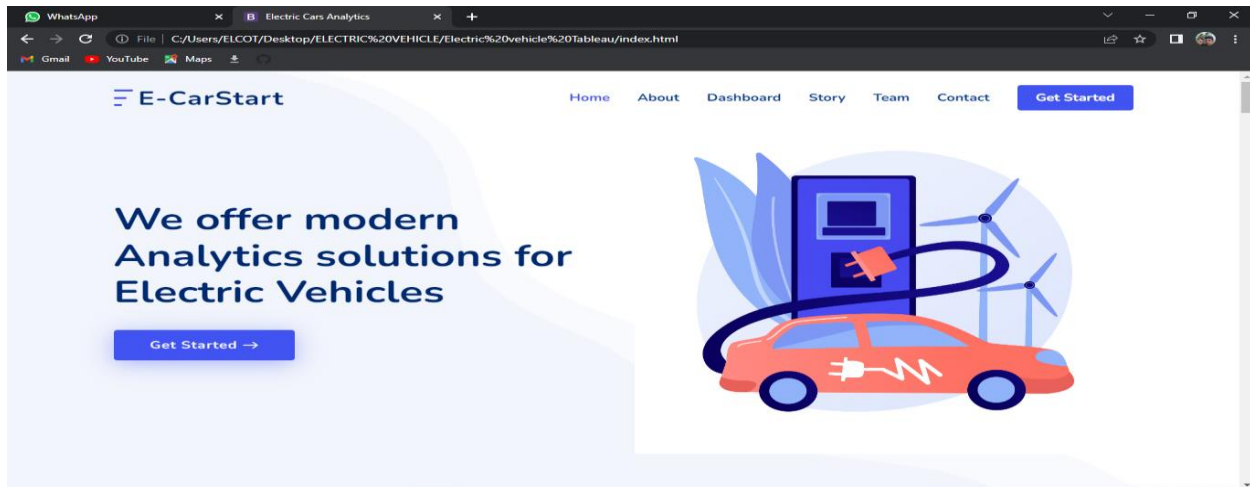 WhatsApp
Electric Cars Analytics
File | C:/Users/ELCOT/Desktop/ELECTRIC%20VEHICLE/Electric%20vehicle%20Tableau/index.html
Gmail YouTube Maps
E-CarStart
Home About Dashboard Story Team Contact Get Started
We offer modern
Analytics solutions for
Electric Vehicles
Get Started →